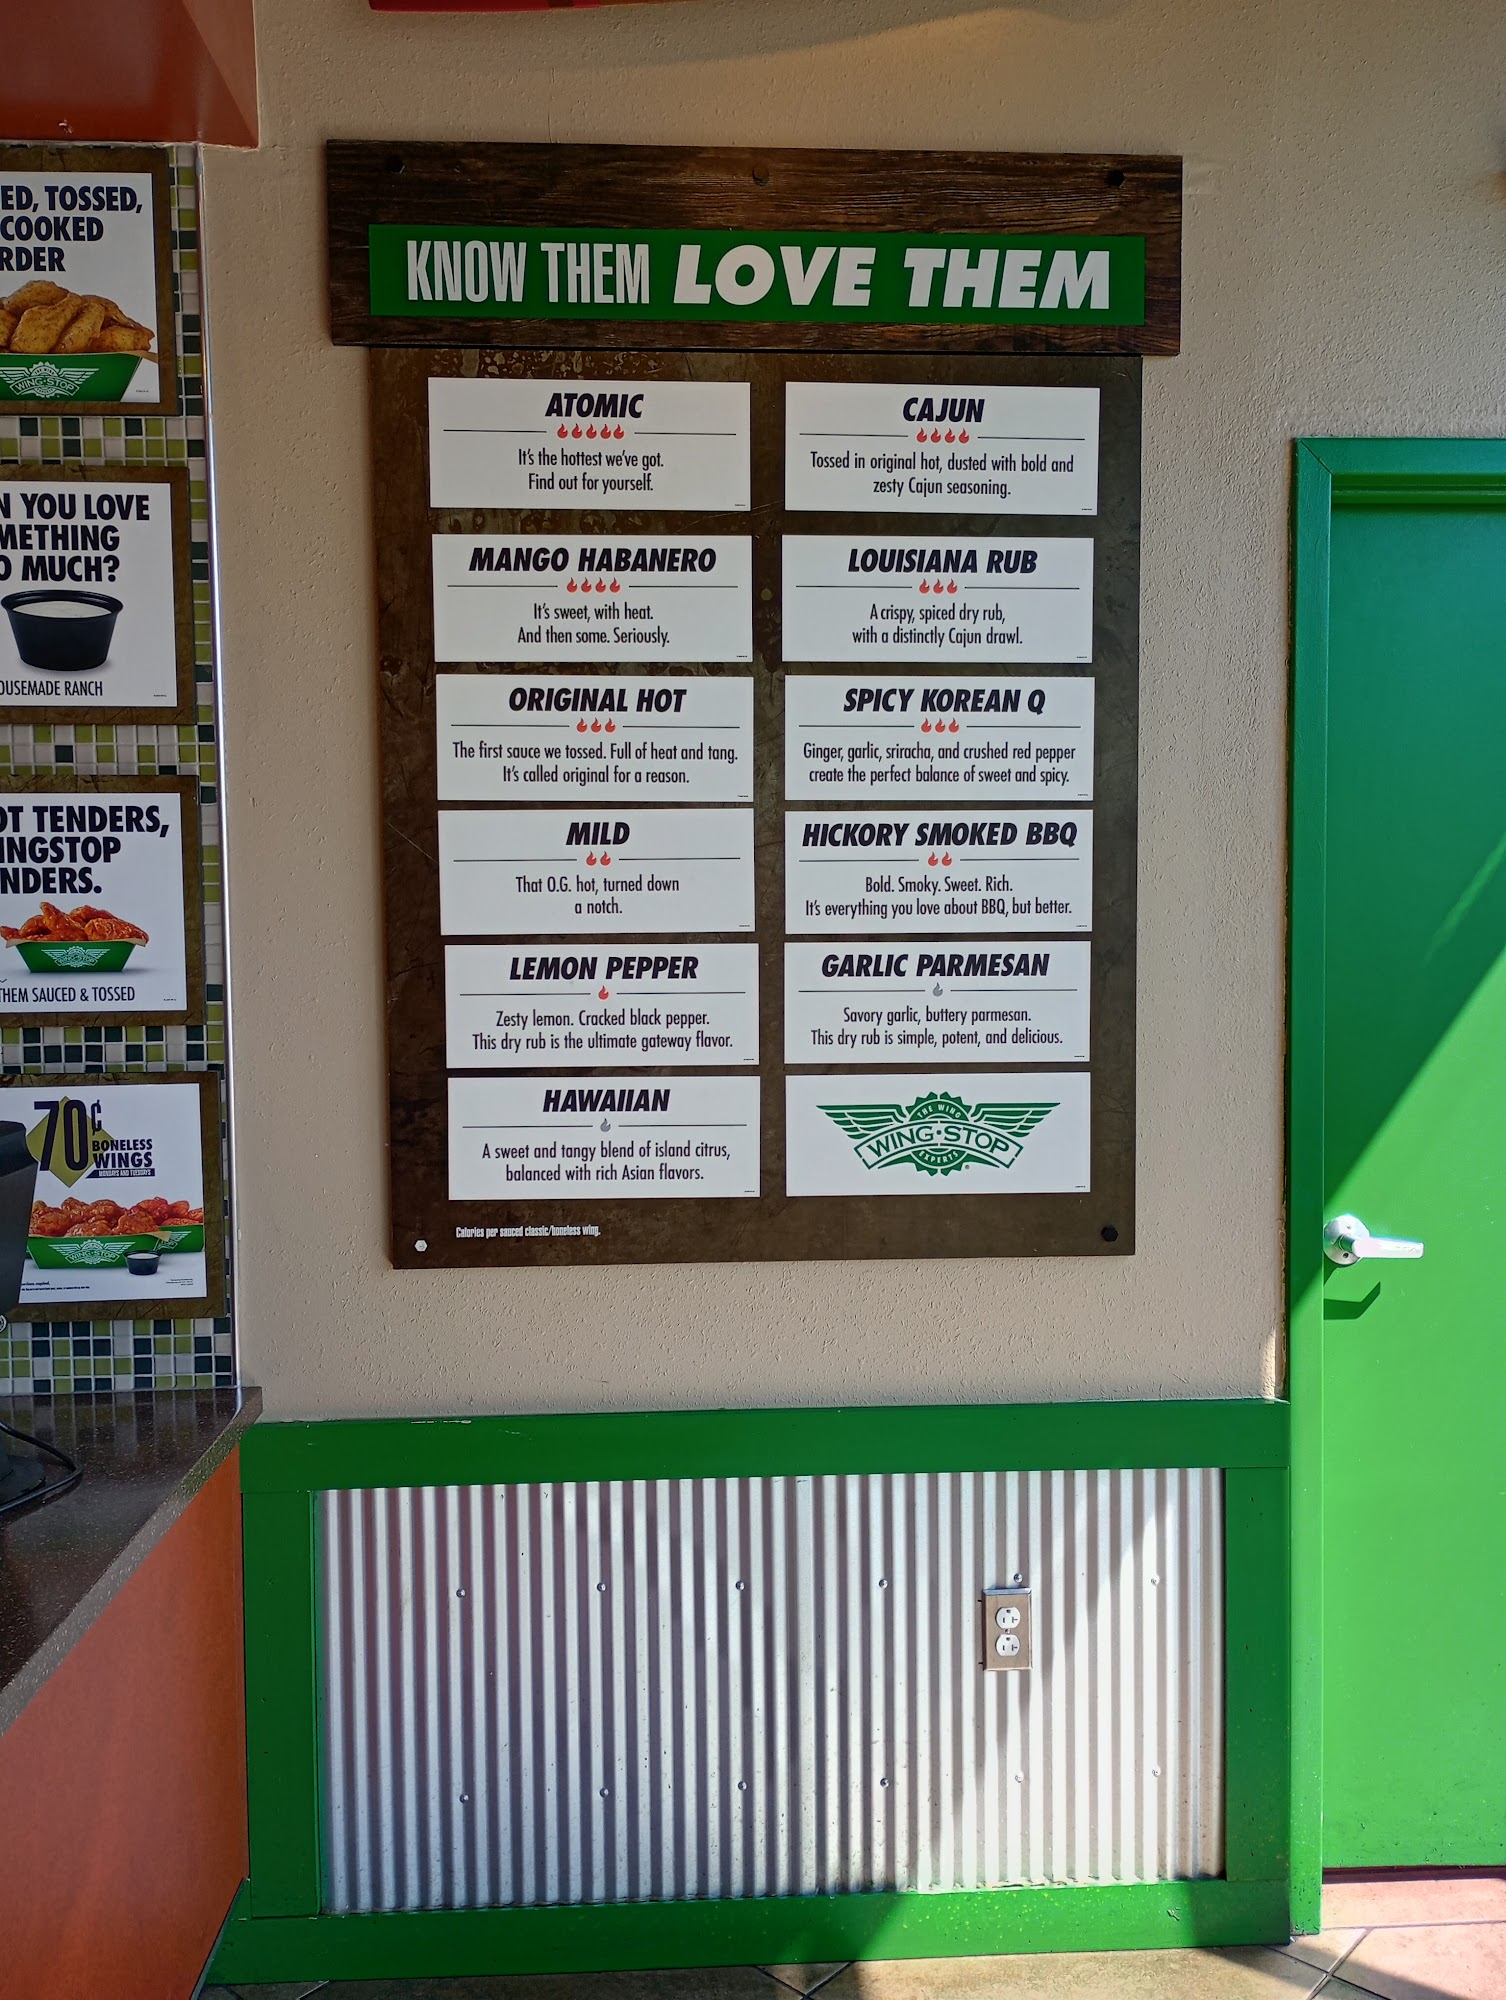 ED, TOSSED,
COOKED
RDER
WING·STOP
N YOU LOVE
METHING
O MUCH?
OUSEMADE RANCH
OT TENDERS,
INGSTOP
NDERS.
WING·STOP
THEM SAUCED & TOSSED
70¢
BONELESS
WINGS
MONDAYS AND TUESDAYS
WING·STOP
KNOW THEM LOVE THEM
ATOMIC
It's the hottest we've got.
Find out for yourself.
CAJUN
Tossed in original hot, dusted with bold and
zesty Cajun seasoning.
MANGO HABANERO
It's sweet, with heat.
And then some. Seriously.
LOUISIANA RUB
A crispy, spiced dry rub,
with a distinctly Cajun drawl.
ORIGINAL HOT
The first sauce we tossed. Full of heat and tang.
It's called original for a reason.
SPICY KOREAN Q
Ginger, garlic, sriracha, and crushed red pepper
create the perfect balance of sweet and spicy.
MILD
That O.G. hot, turned down
a notch.
HICKORY SMOKED BBQ
Bold. Smoky. Sweet. Rich.
It's everything you love about BBQ, but better.
LEMON PEPPER
Zesty lemon. Cracked black pepper.
This dry rub is the ultimate gateway flavor.
GARLIC PARMESAN
Savory garlic, buttery parmesan.
This dry rub is simple, potent, and delicious.
HAWAIIAN
A sweet and tangy blend of island citrus,
balanced with rich Asian flavors.
THE WING
WING·STOP
EXPERTS
®
Calories per sauced classic/boneless wing.